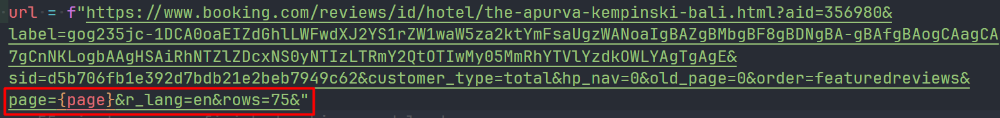 url = f"https://www.booking.com/reviews/id/hotel/the-apurva-kempinski-bali.html?aid=356980&
label=gog235jc-1DCA0oaEIZdGhlLWFwdXJ2YS1rZW1waW5za2ktYmFsaUgzWANoaIgBAZgBMbgBF8gBDNgBA-gBAfgBAogCAagCA
7gCnNKLogbAAgHSAiRhNTZlZDcxNS0yNTIzLTRmY2QtOTIwMy05MmRhYTVlYzdkOWLYAgTgAgE&
sid=d5b706fb1e392d7bdb21e2beb7949c62&customer_type=total&hp_nav=0&old_page=0&order=featuredreviews&
page={page}&r_lang=en&rows=75&"